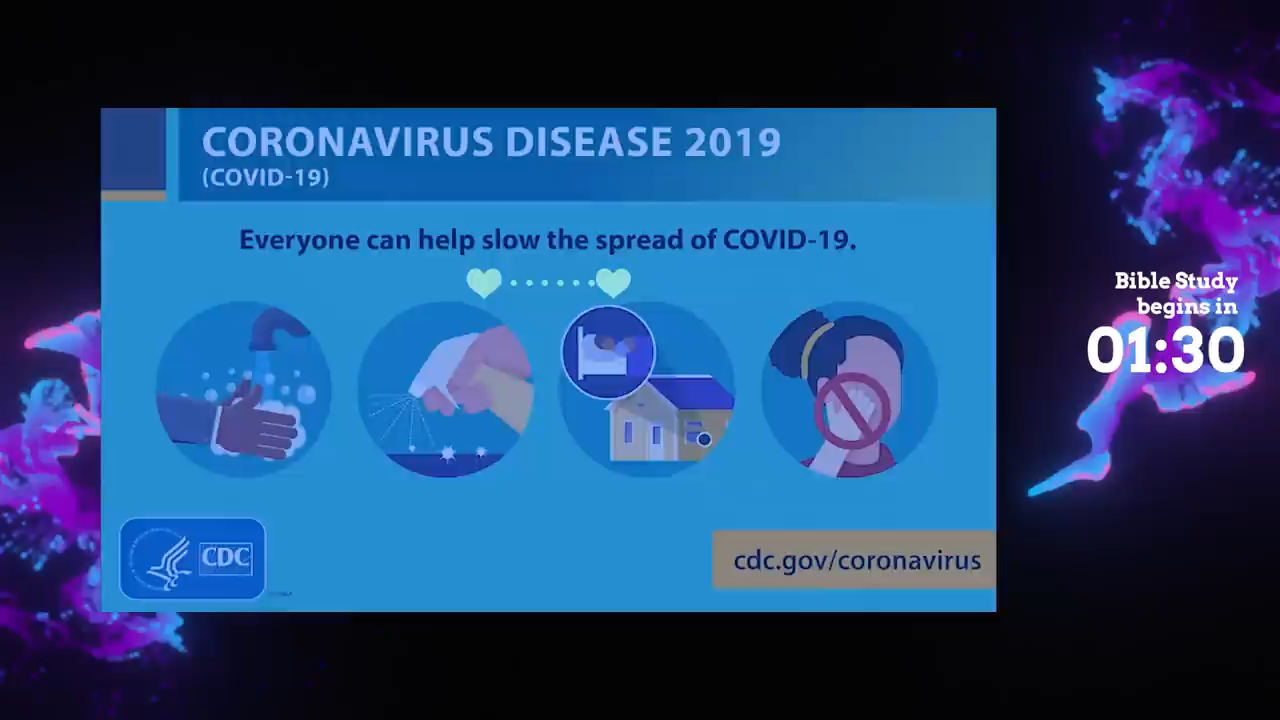 CORONAVIRUS DISEASE 2019
(COVID-19)
Everyone can help slow the spread of COVID-19.
CDC
cdc.gov/coronavirus
Bible Study
begins in
01:30